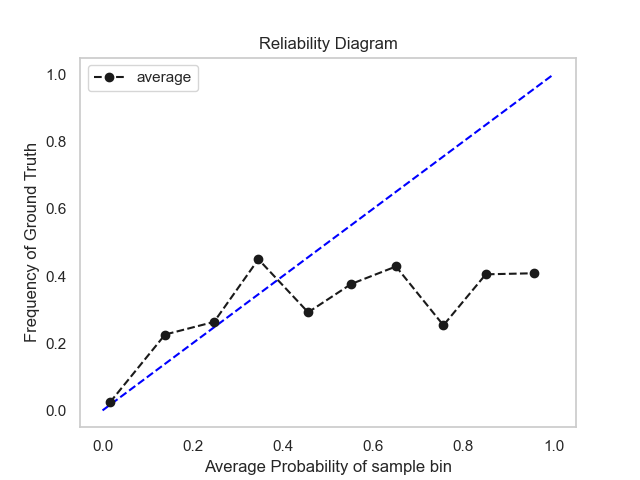 Reliability Diagram
average
Frequency of Ground Truth
1.0
0.8
0.6
0.4
0.2
0.0
0.0 0.2 0.4 0.6 0.8 1.0
Average Probability of sample bin